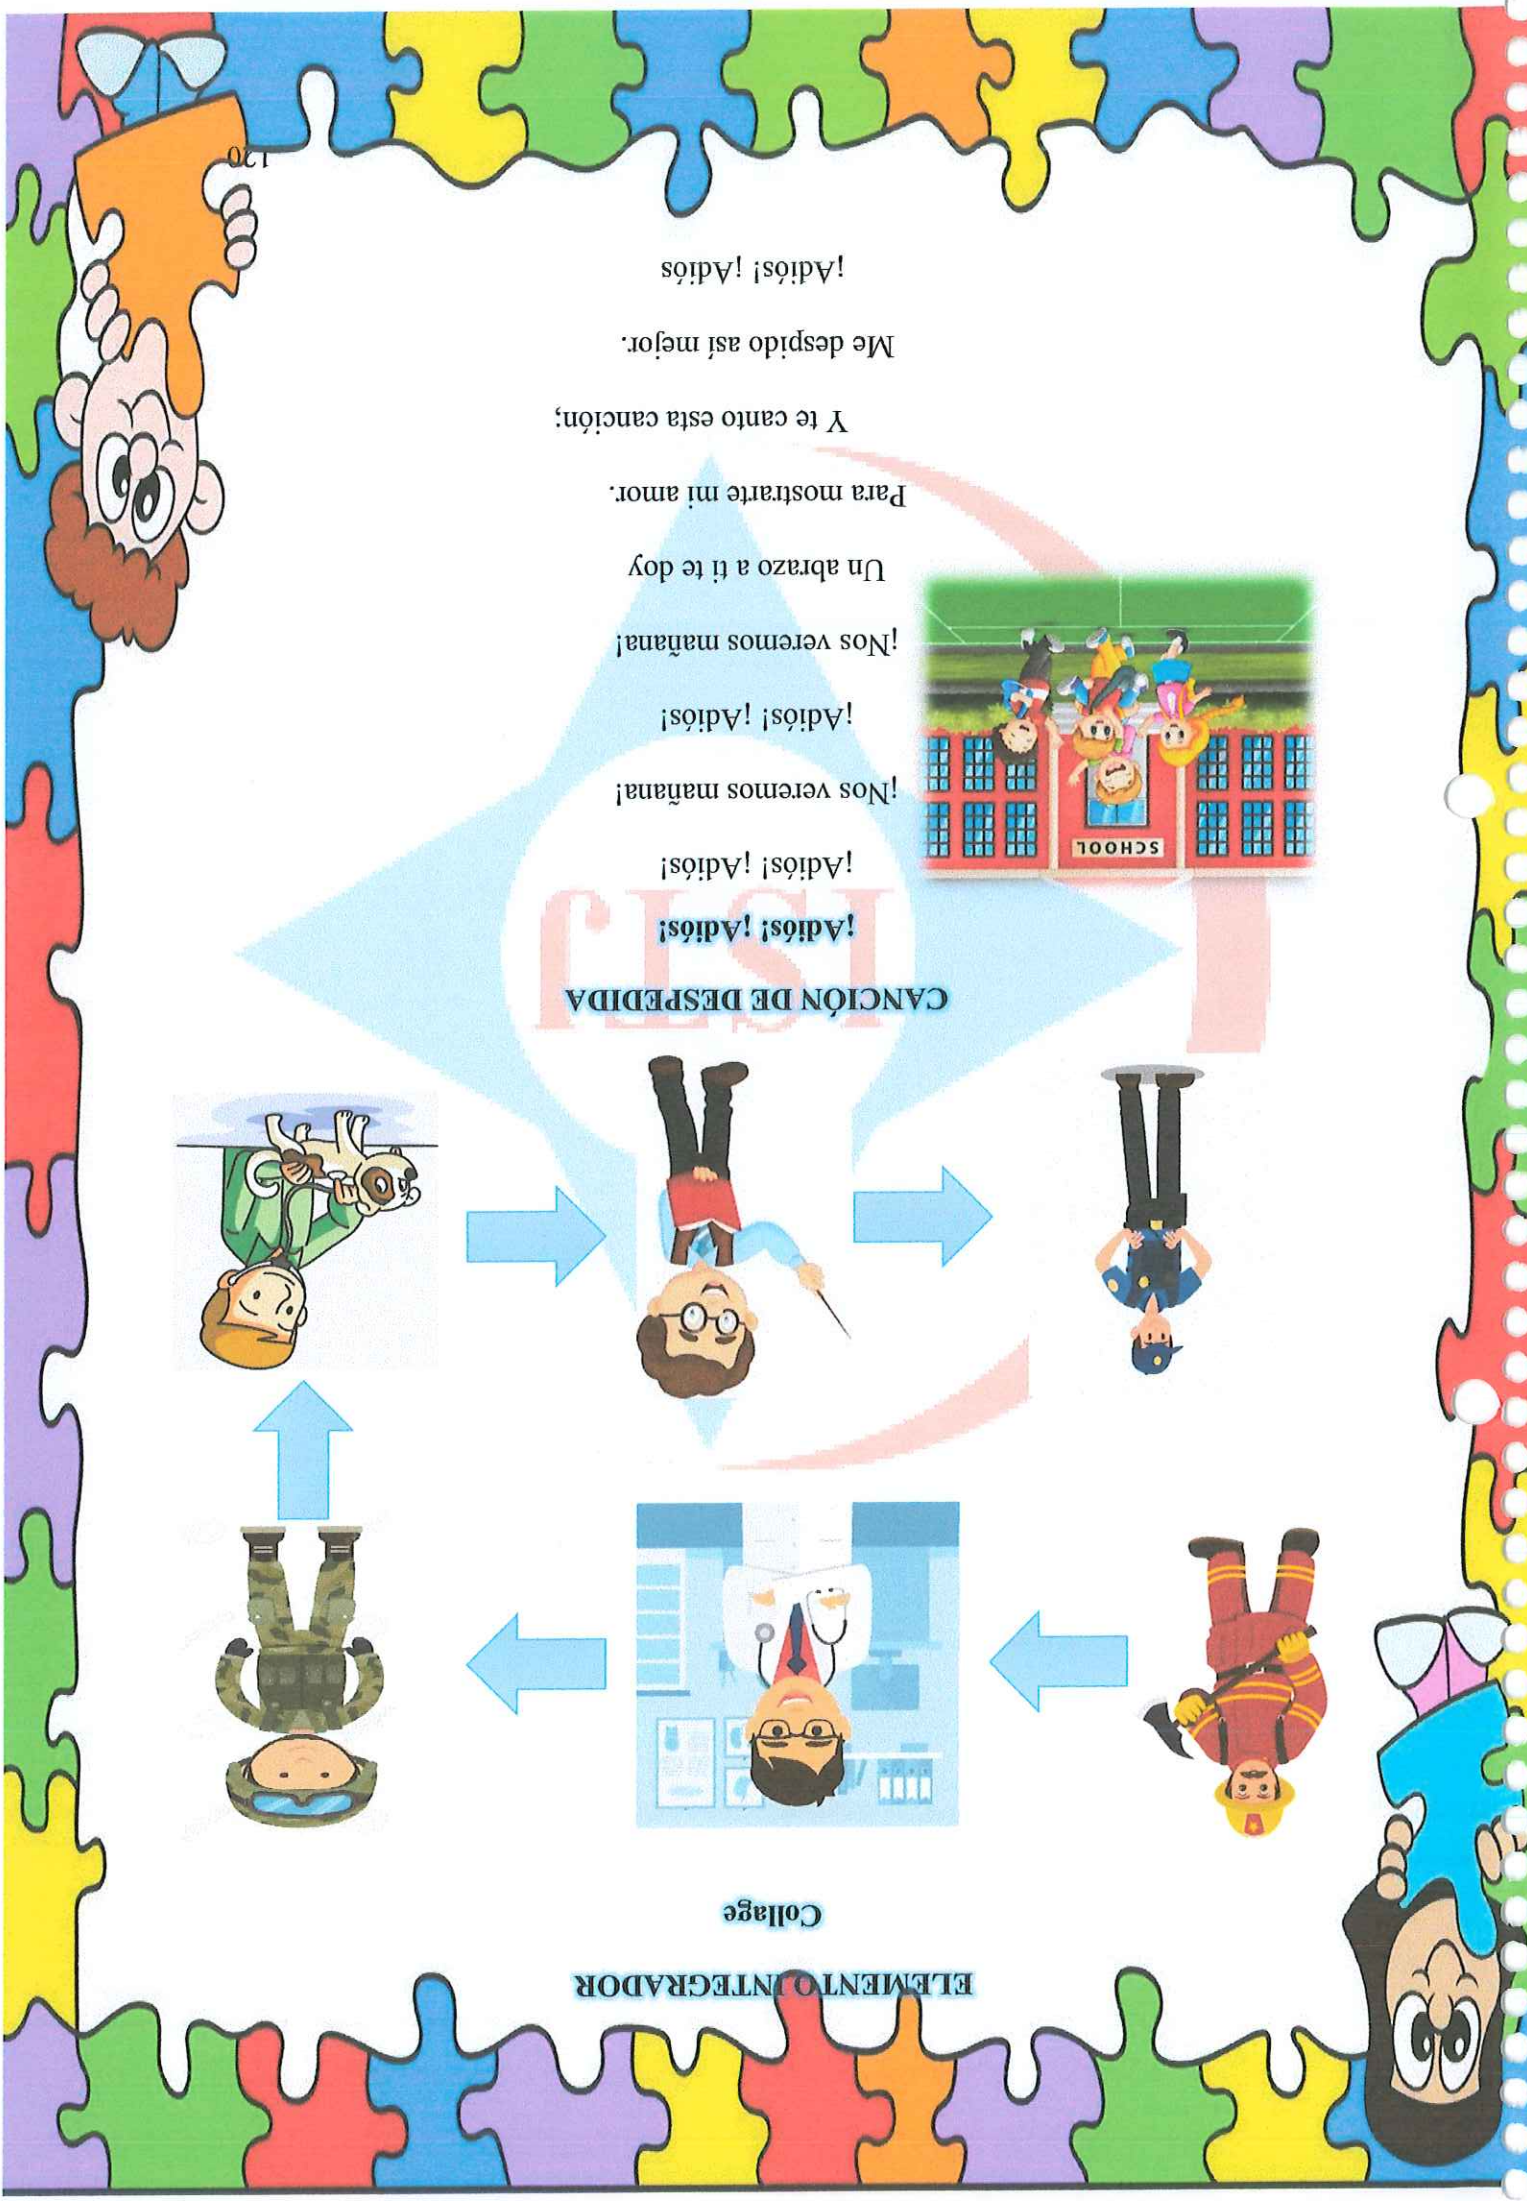 ELEMENTO INTEGRADOR
Collage
CANCIÓN DE DESPEDIDA
¡Adiós! ¡Adiós!
¡Adiós! ¡Adiós!
¡Nos veremos mañana!
¡Adiós! ¡Adiós!
¡Nos veremos mañana!
Un abrazo a ti te doy
Para mostrarte mi amor.
Y te canto esta canción;
Me despido así mejor.
¡Adiós! ¡Adiós
SCHOOL
ISTJ
120